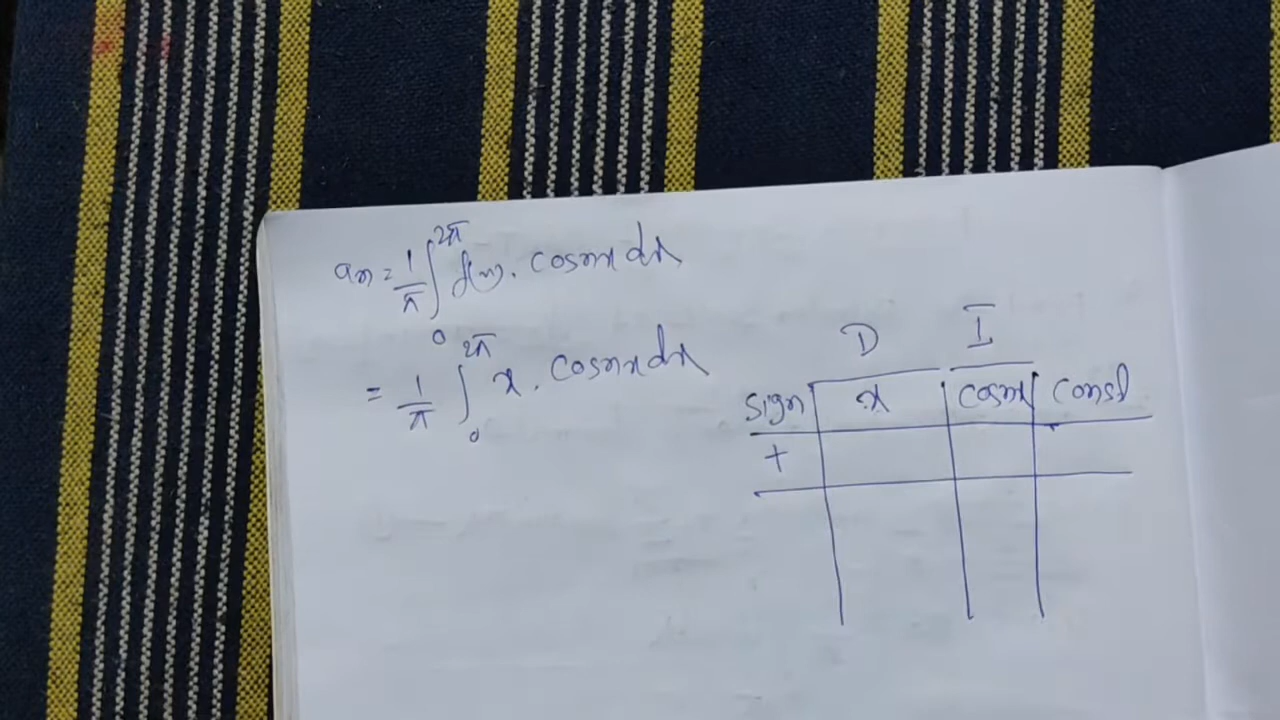 aₙ = 1/π ∫₀^2π f(x). cosnx dx
= 1/π ∫₀^2π x . cosnx dx
D I
sign x cosnx const
+